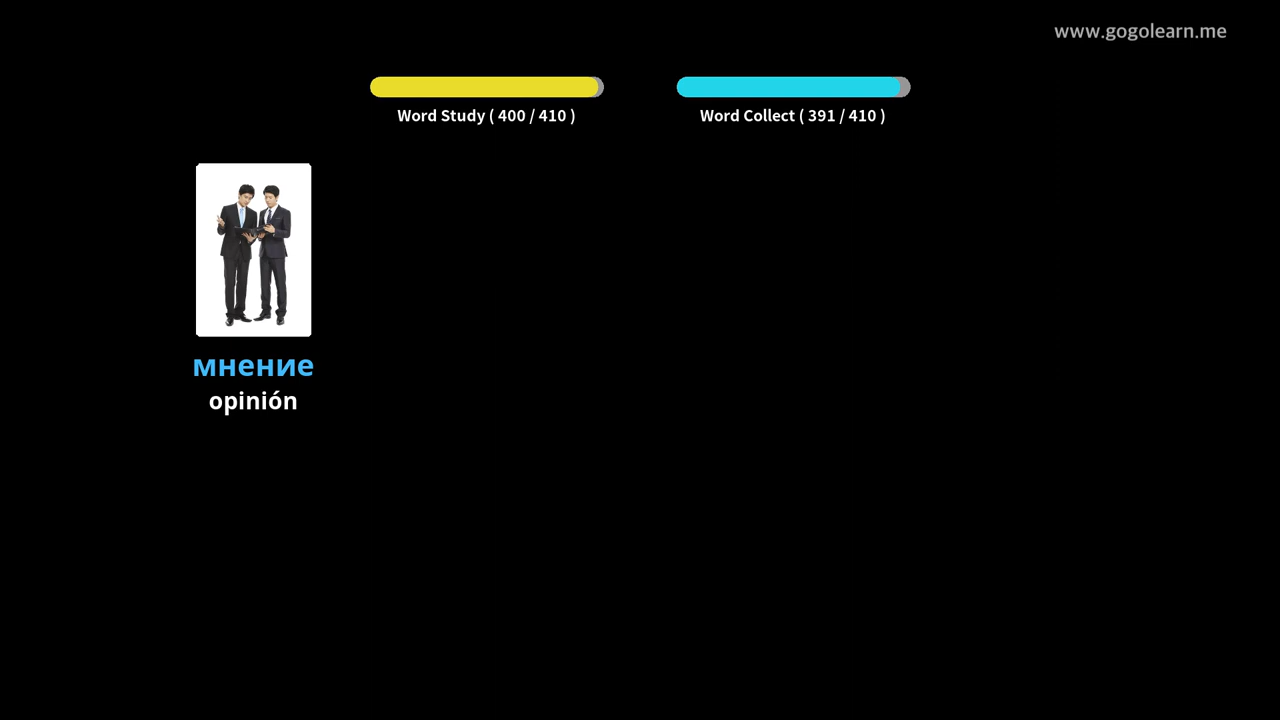 www.gogolearn.me
Word Study ( 400 / 410 )
Word Collect ( 391 / 410 )
мнение
opinión